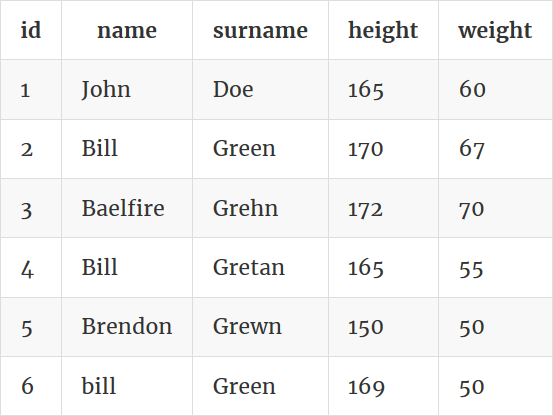 id name surname height weight
1 John Doe 165 60
2 Bill Green 170 67
3 Baelfire Grehn 172 70
4 Bill Gretan 165 55
5 Brendon Grewn 150 50
6 bill Green 169 50